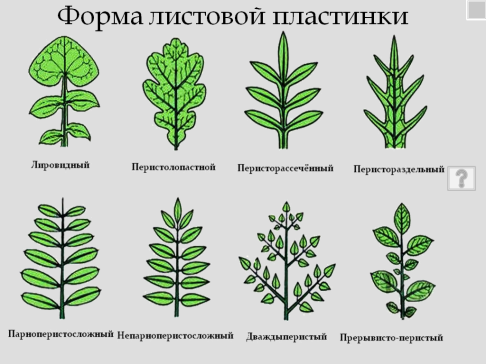 Форма листовой пластинки
Лировидный
Перистолопастной
Перисторассечённый
Перистораздельный
?
Парноперистосложный
Непарноперистосложный
Дваждыперистый
Прерывисто-перистый